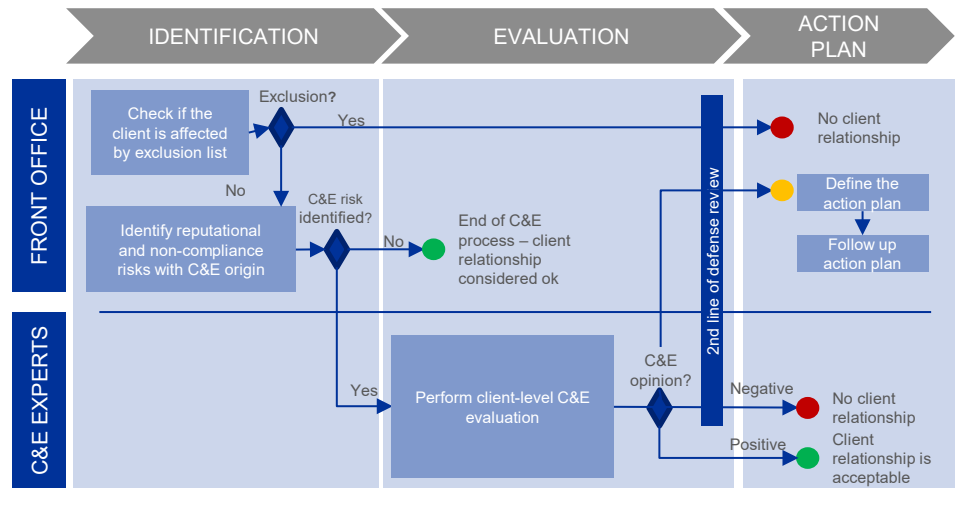 IDENTIFICATION
EVALUATION
ACTION
PLAN
FRONT OFFICE
Check if the
client is affected
by exclusion list
Exclusion?
Yes
No client
relationship
No
C&E risk
identified?
Identify reputational
and non-compliance
risks with C&E origin
No
End of C&E
process – client
relationship
considered ok
2nd line of defense review
Define the
action plan
Follow up
action plan
C&E EXPERTS
Yes
Perform client-level C&E
evaluation
C&E
opinion?
Negative
No client
relationship
Positive
Client
relationship is
acceptable